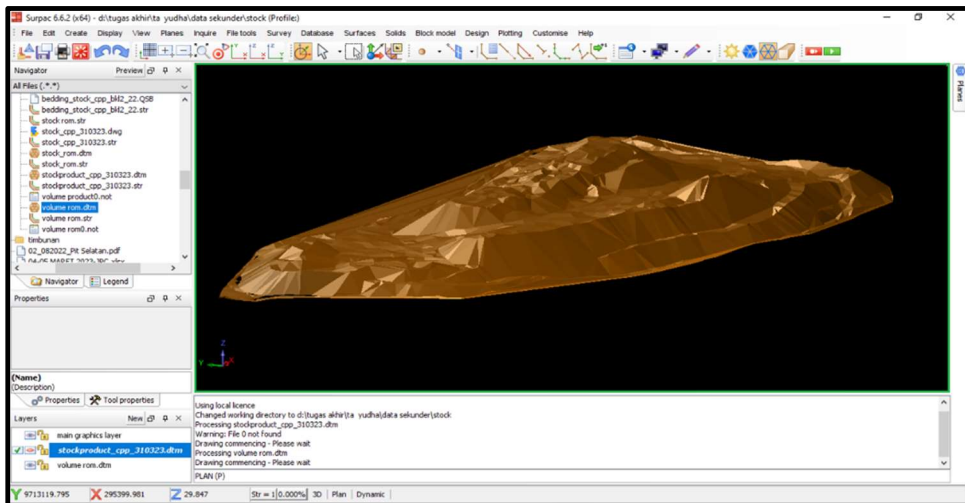 Surpac 6.6.2 (x64) - d:\tugas akhir\ta yudha\data sekunder\stock (Profile:)
File Edit Create Display View Planes Inquire File tools Survey Database Surfaces Solids Block model Design Plotting Customise Help
Navigator Preview
All Files (*.*)
bedding_stock_cpp_bkl2_22.QSB
bedding_stock_cpp_bkl2_22.str
stock rom.str
stock_cpp_310323.dwg
stock_cpp_310323.str
stock_rom.dtm
stock_rom.str
stockproduct_cpp_310323.dtm
stockproduct_cpp_310323.str
volume product0.not
volume rom.dtm
volume rom.str
volume rom0.not
timbunan
02_082022_Pit Selatan.pdf
Navigator Legend
Properties
{Name}
(Description)
Properties Tool properties
Layers New
main graphics layer
stockproduct_cpp_310323.dtm
volume rom.dtm
Planes
Z
Y X
Using local licence
Changed working directory to d:\tugas akhir\ta yudha\data sekunder\stock
Processing stockproduct_cpp_310323.dtm
Warning: File 0 not found
Drawing commencing - Please wait
Processing volume rom.dtm
Drawing commencing - Please wait
PLAN (P)
Y 9713119.795 X 295399.981 Z 29.847 Str = 1 0.000% 3D Plan Dynamic